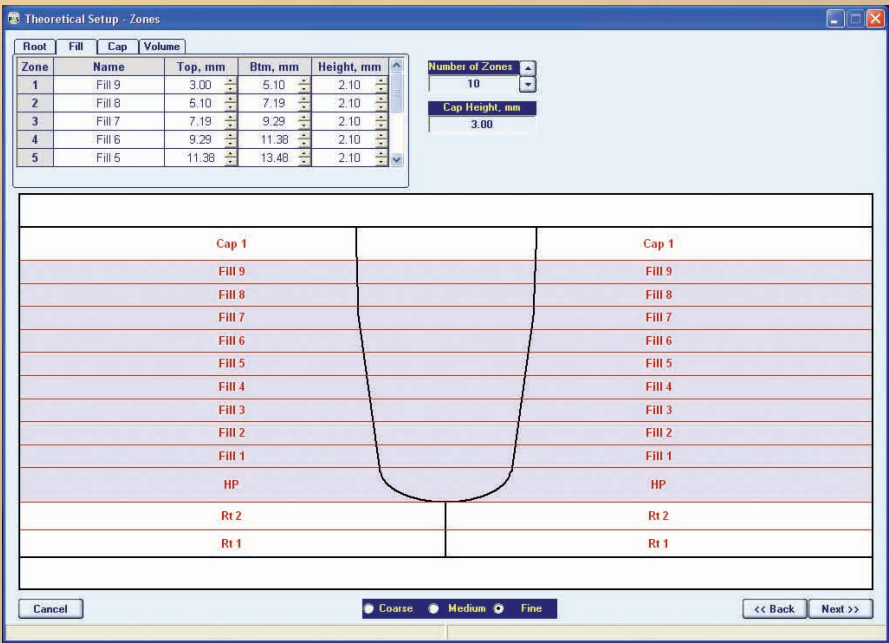 Theoretical Setup - Zones
Root Fill Cap Volume
Zone Name Top, mm Btm, mm Height, mm
1 Fill 9 3.00 5.10 2.10
2 Fill 8 5.10 7.19 2.10
3 Fill 7 7.19 9.29 2.10
4 Fill 6 9.29 11.38 2.10
5 Fill 5 11.38 13.48 2.10
Number of Zones
10
Cap Height, mm
3.00
Cap 1 Cap 1
Fill 9 Fill 9
Fill 8 Fill 8
Fill 7 Fill 7
Fill 6 Fill 6
Fill 5 Fill 5
Fill 4 Fill 4
Fill 3 Fill 3
Fill 2 Fill 2
Fill 1 Fill 1
HP HP
Rt 2 Rt 2
Rt 1 Rt 1
Cancel Coarse Medium Fine << Back Next >>